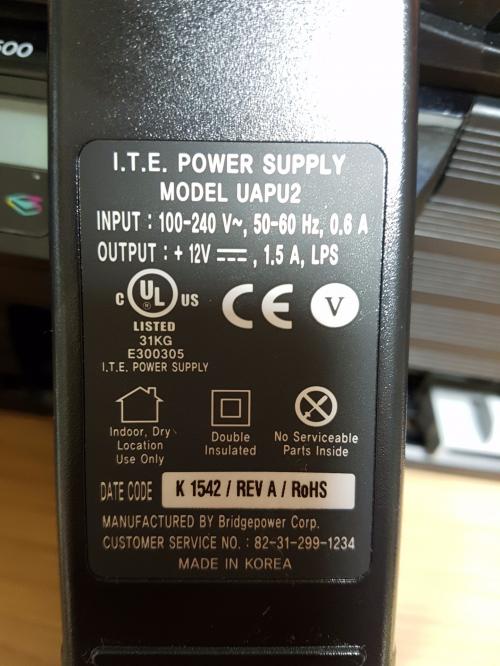 500
I.T.E. POWER SUPPLY
MODEL UAPU2
INPUT : 100-240 V~, 50-60 Hz, 0.6 A
OUTPUT : + 12V ⎓, 1.5 A, LPS
C UL US
LISTED
31KG
E300305
I.T.E. POWER SUPPLY
CE
V
Indoor, Dry
Location
Use Only
Double
Insulated
No Serviceable
Parts Inside
DATE CODE K 1542 / REV A / RoHS
MANUFACTURED BY Bridgepower Corp.
CUSTOMER SERVICE NO. : 82-31-299-1234
MADE IN KOREA